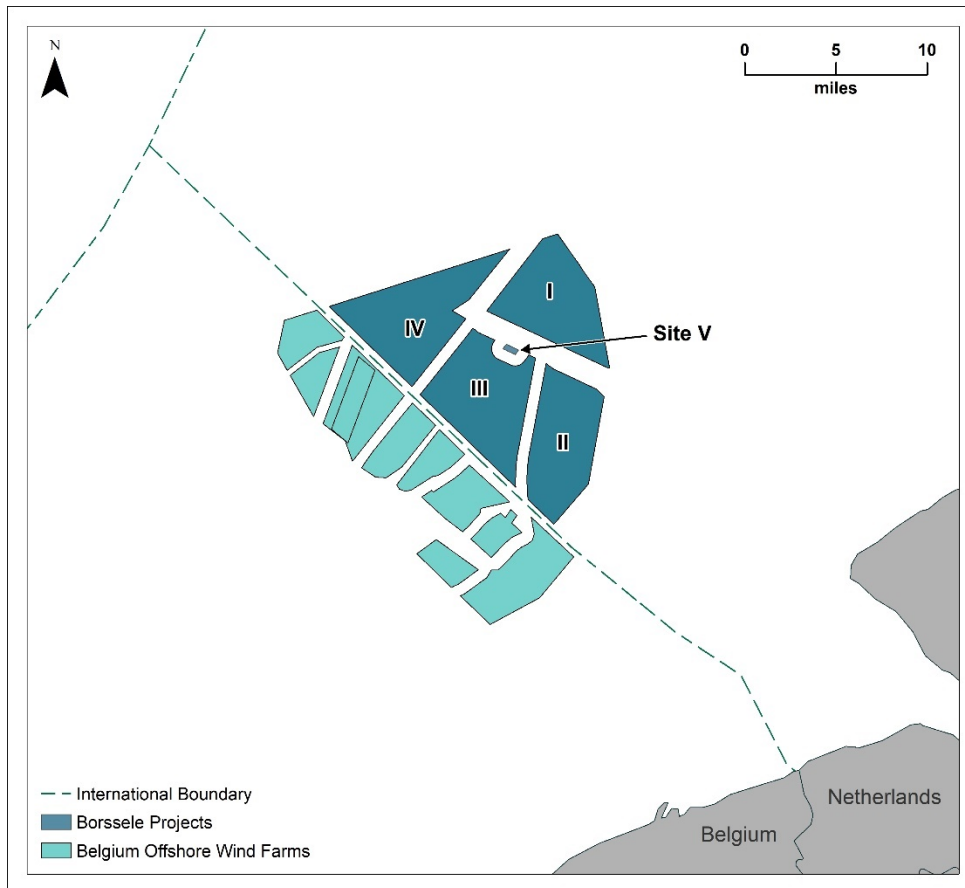 N
0 5 10
miles
I
Site V
IV
III
II
International Boundary
Borssele Projects
Belgium Offshore Wind Farms
Netherlands
Belgium